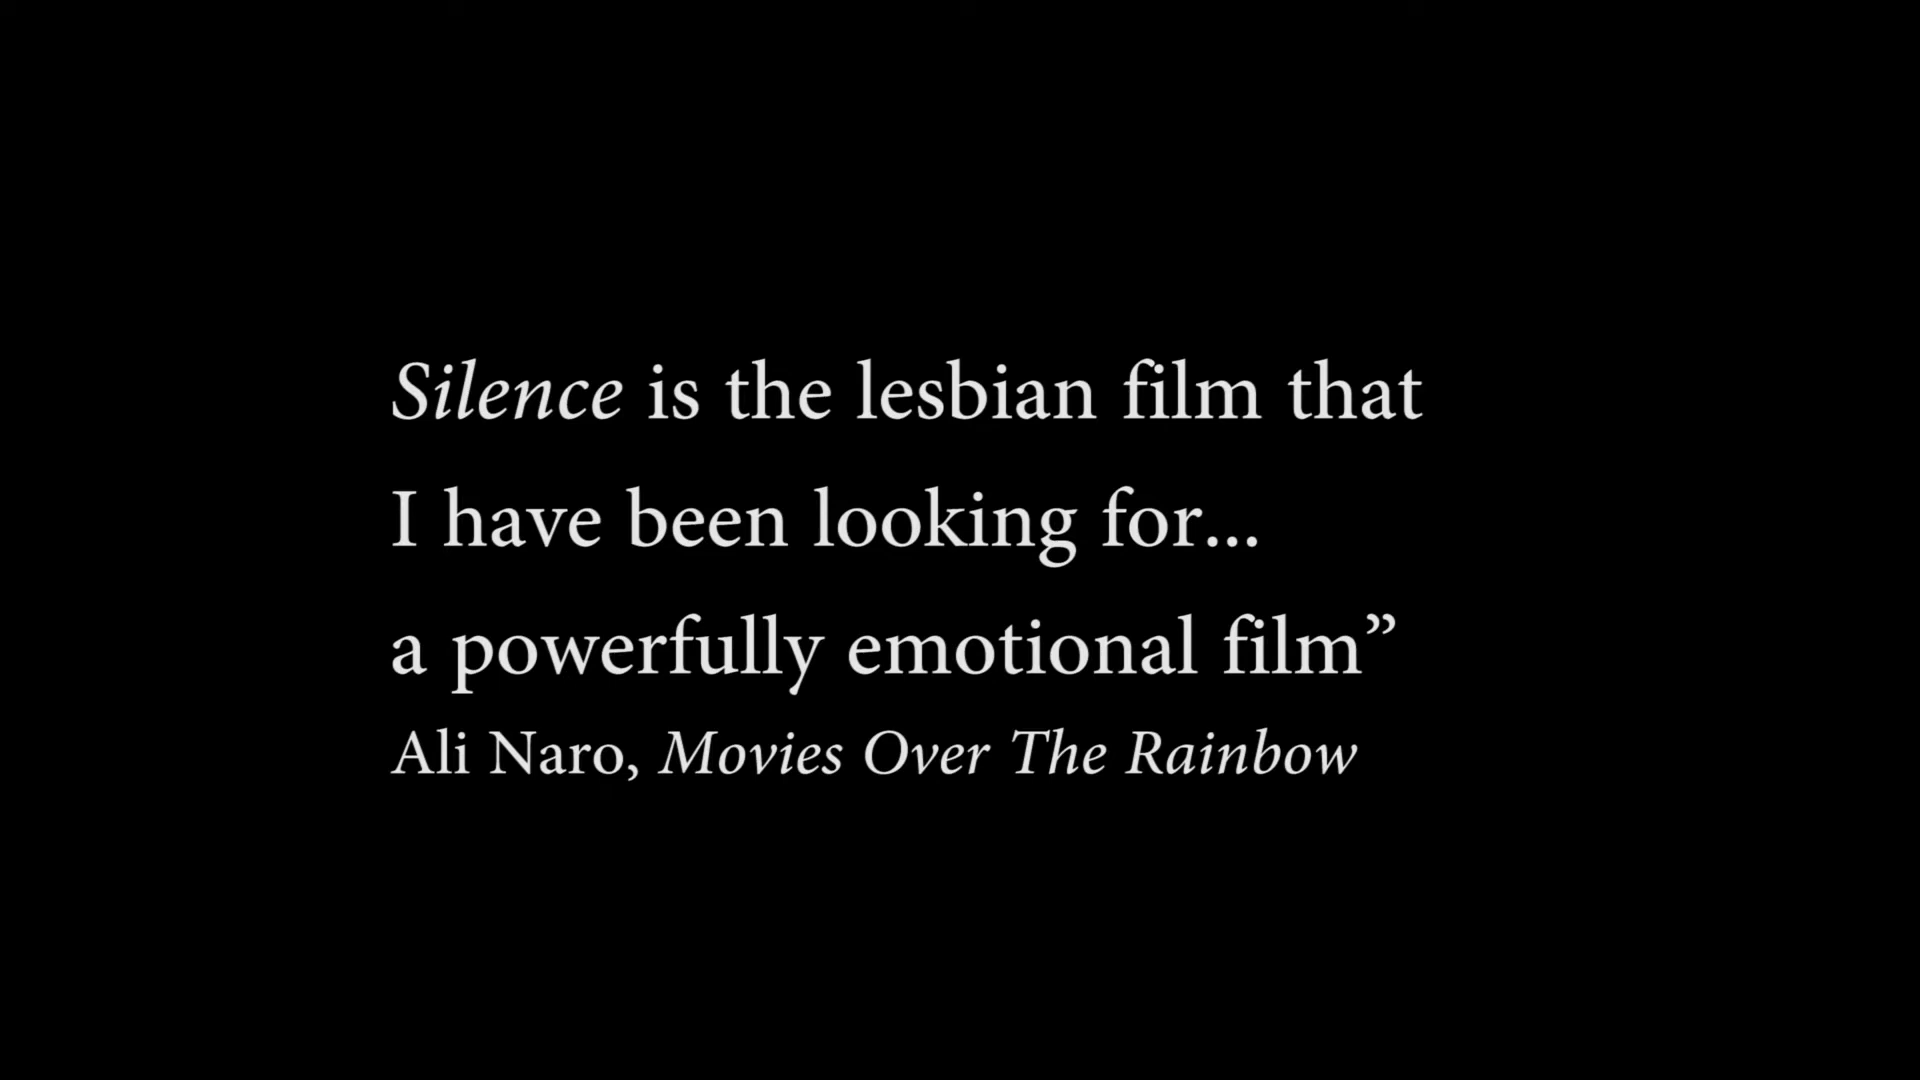 Silence is the lesbian film that
I have been looking for...
a powerfully emotional film”
Ali Naro, Movies Over The Rainbow